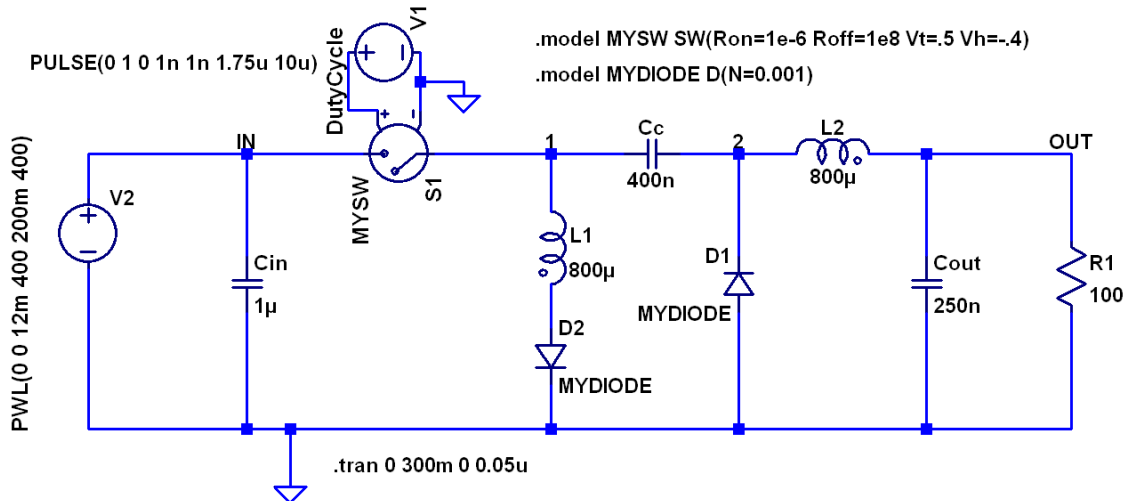 V1
.model MYSW SW(Ron=1e-6 Roff=1e8 Vt=.5 Vh=-.4)
PULSE(0 1 0 1n 1n 1.75u 10u)
.model MYDIODE D(N=0.001)
DutyCycle
IN
1
Cc
2
L2
OUT
400n
800µ
MYSW
S1
V2
L1
800µ
PWL(0 0 12m 400 200m 400)
Cin
1µ
D1
MYDIODE
Cout
250n
R1
100
D2
MYDIODE
.tran 0 300m 0 0.05u